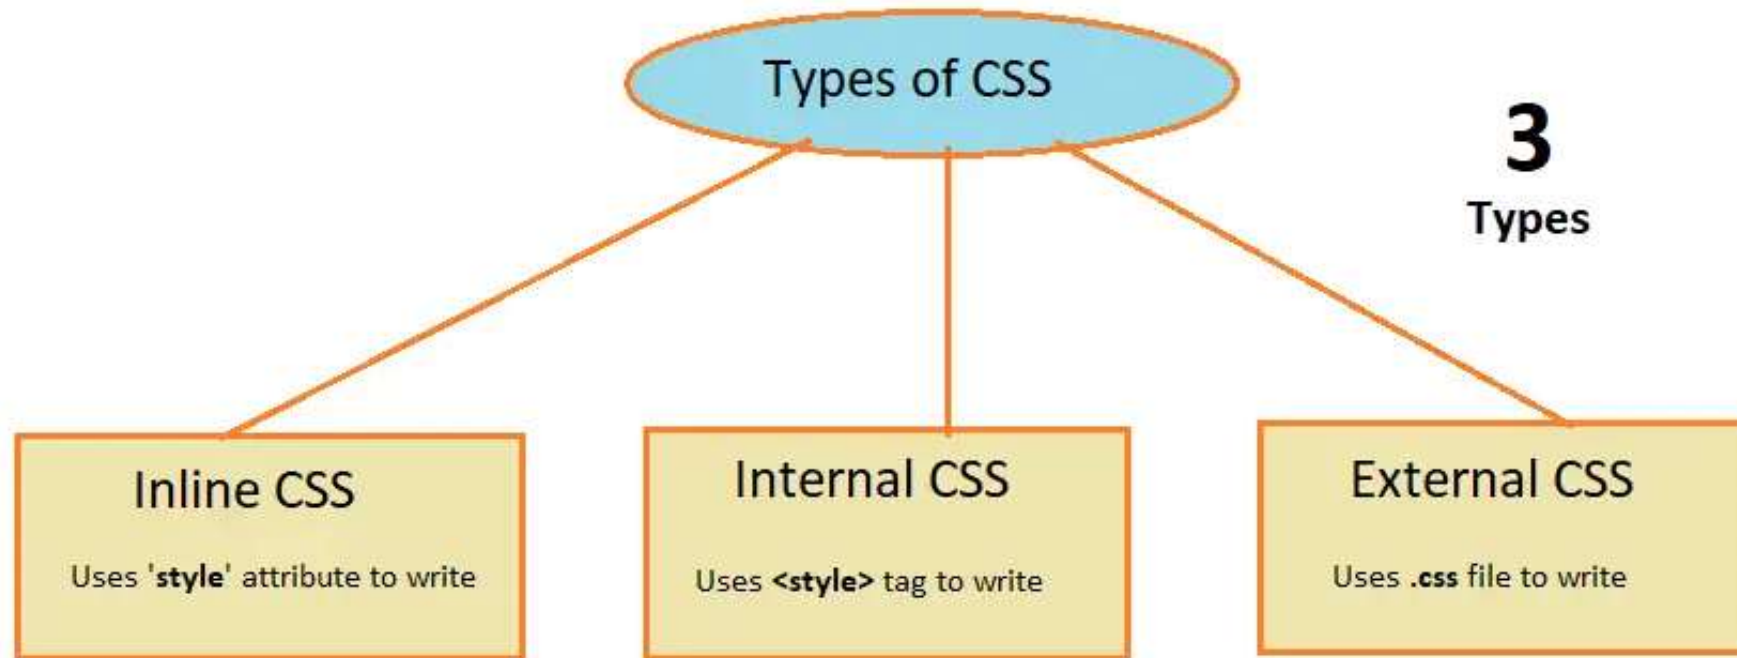 Types of CSS
3
Types
Inline CSS
Uses 'style' attribute to write
Internal CSS
Uses <style> tag to write
External CSS
Uses .css file to write